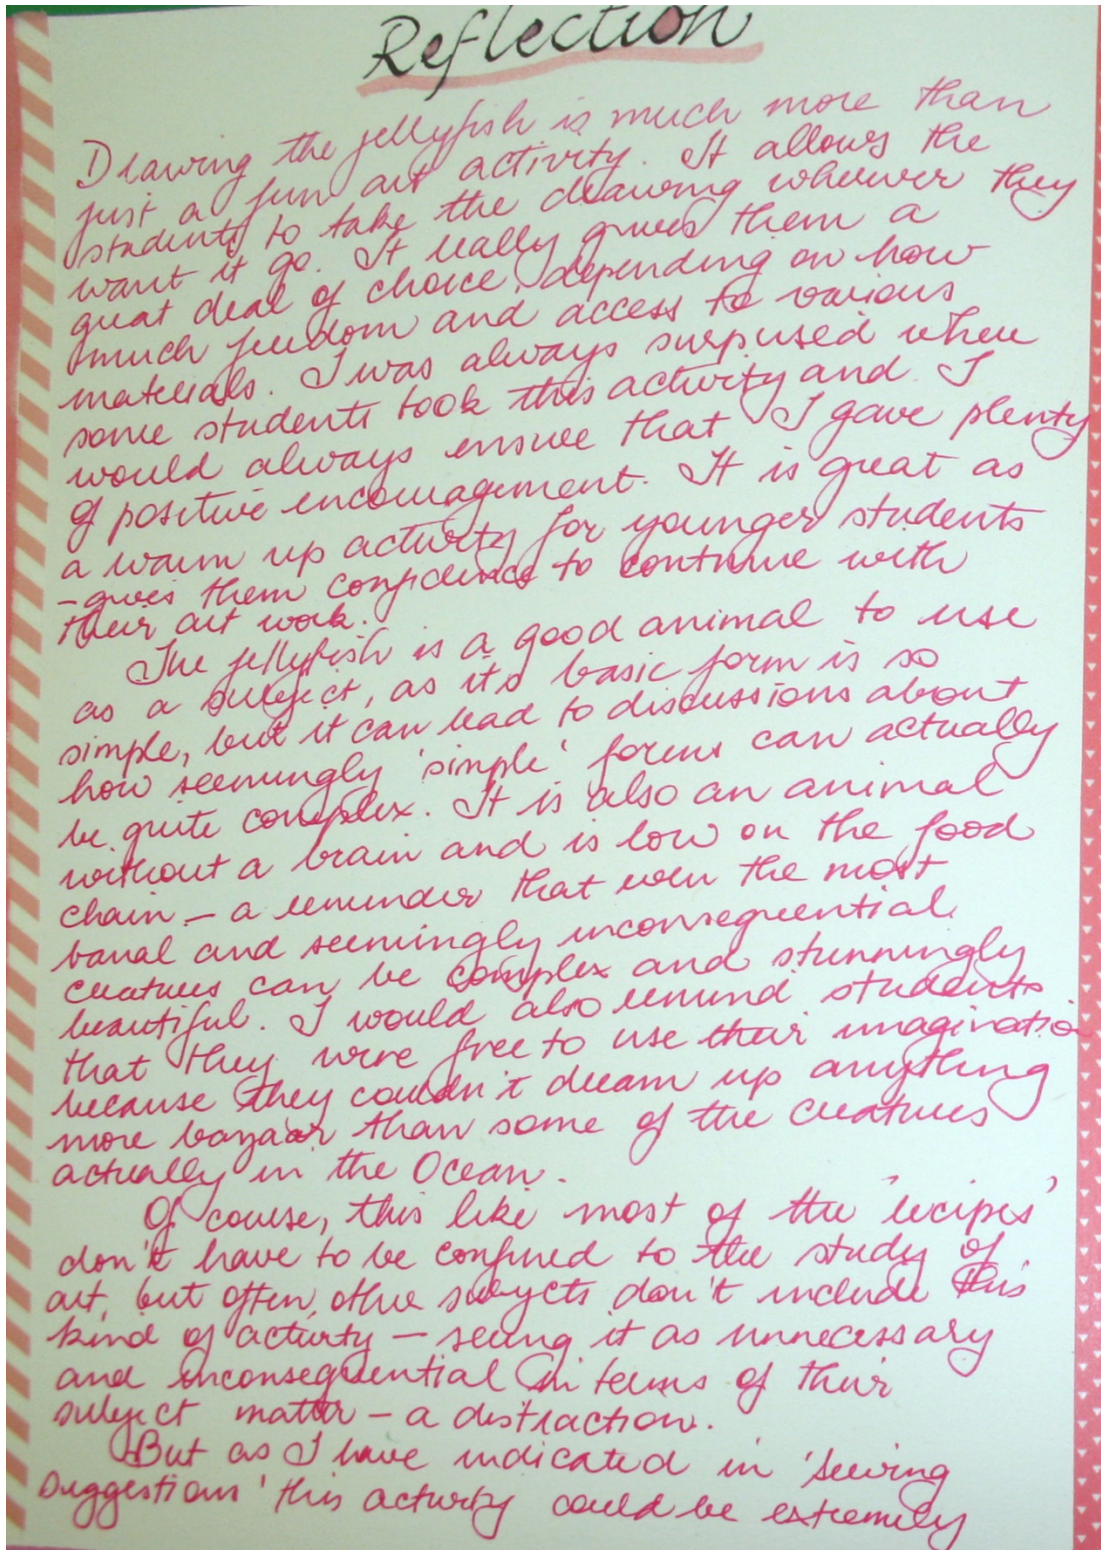 Reflection
Drawing the jellyfish is much more than
just a fun art activity. It allows the
students to take the drawing wherever they
want it go. It really gives them a
great deal of choice, depending on how
much freedom and access to various
materials. I was always surprised when
some students took this activity and I
would always ensure that I gave plenty
of positive encouragement. It is great as
a warm up activity for younger students
- gives them confidence to continue with
their art work.
The jellyfish is a good animal to use
as a subject, as its basic form is so
simple, but it can lead to discussions about
how seemingly 'simple' forms can actually
be quite complex. It is also an animal
without a brain and is low on the food
chain - a reminder that even the most
banal and seemingly inconsequential
creatures can be complex and stunningly
beautiful. I would also remind students
that they were free to use their imaginatio
because they couldn't dream up anything
more bazaar than some of the creatures
actually in the Ocean.
Of course, this like most of the 'recipes'
don't have to be confined to the study of
art, but often, other subjects don't include this
kind of activity - seeing it as unnecessary
and inconsequential in terms of their
subject matter - a distraction.
But as I have indicated in 'Serving
Suggestions' this activity could be extremely